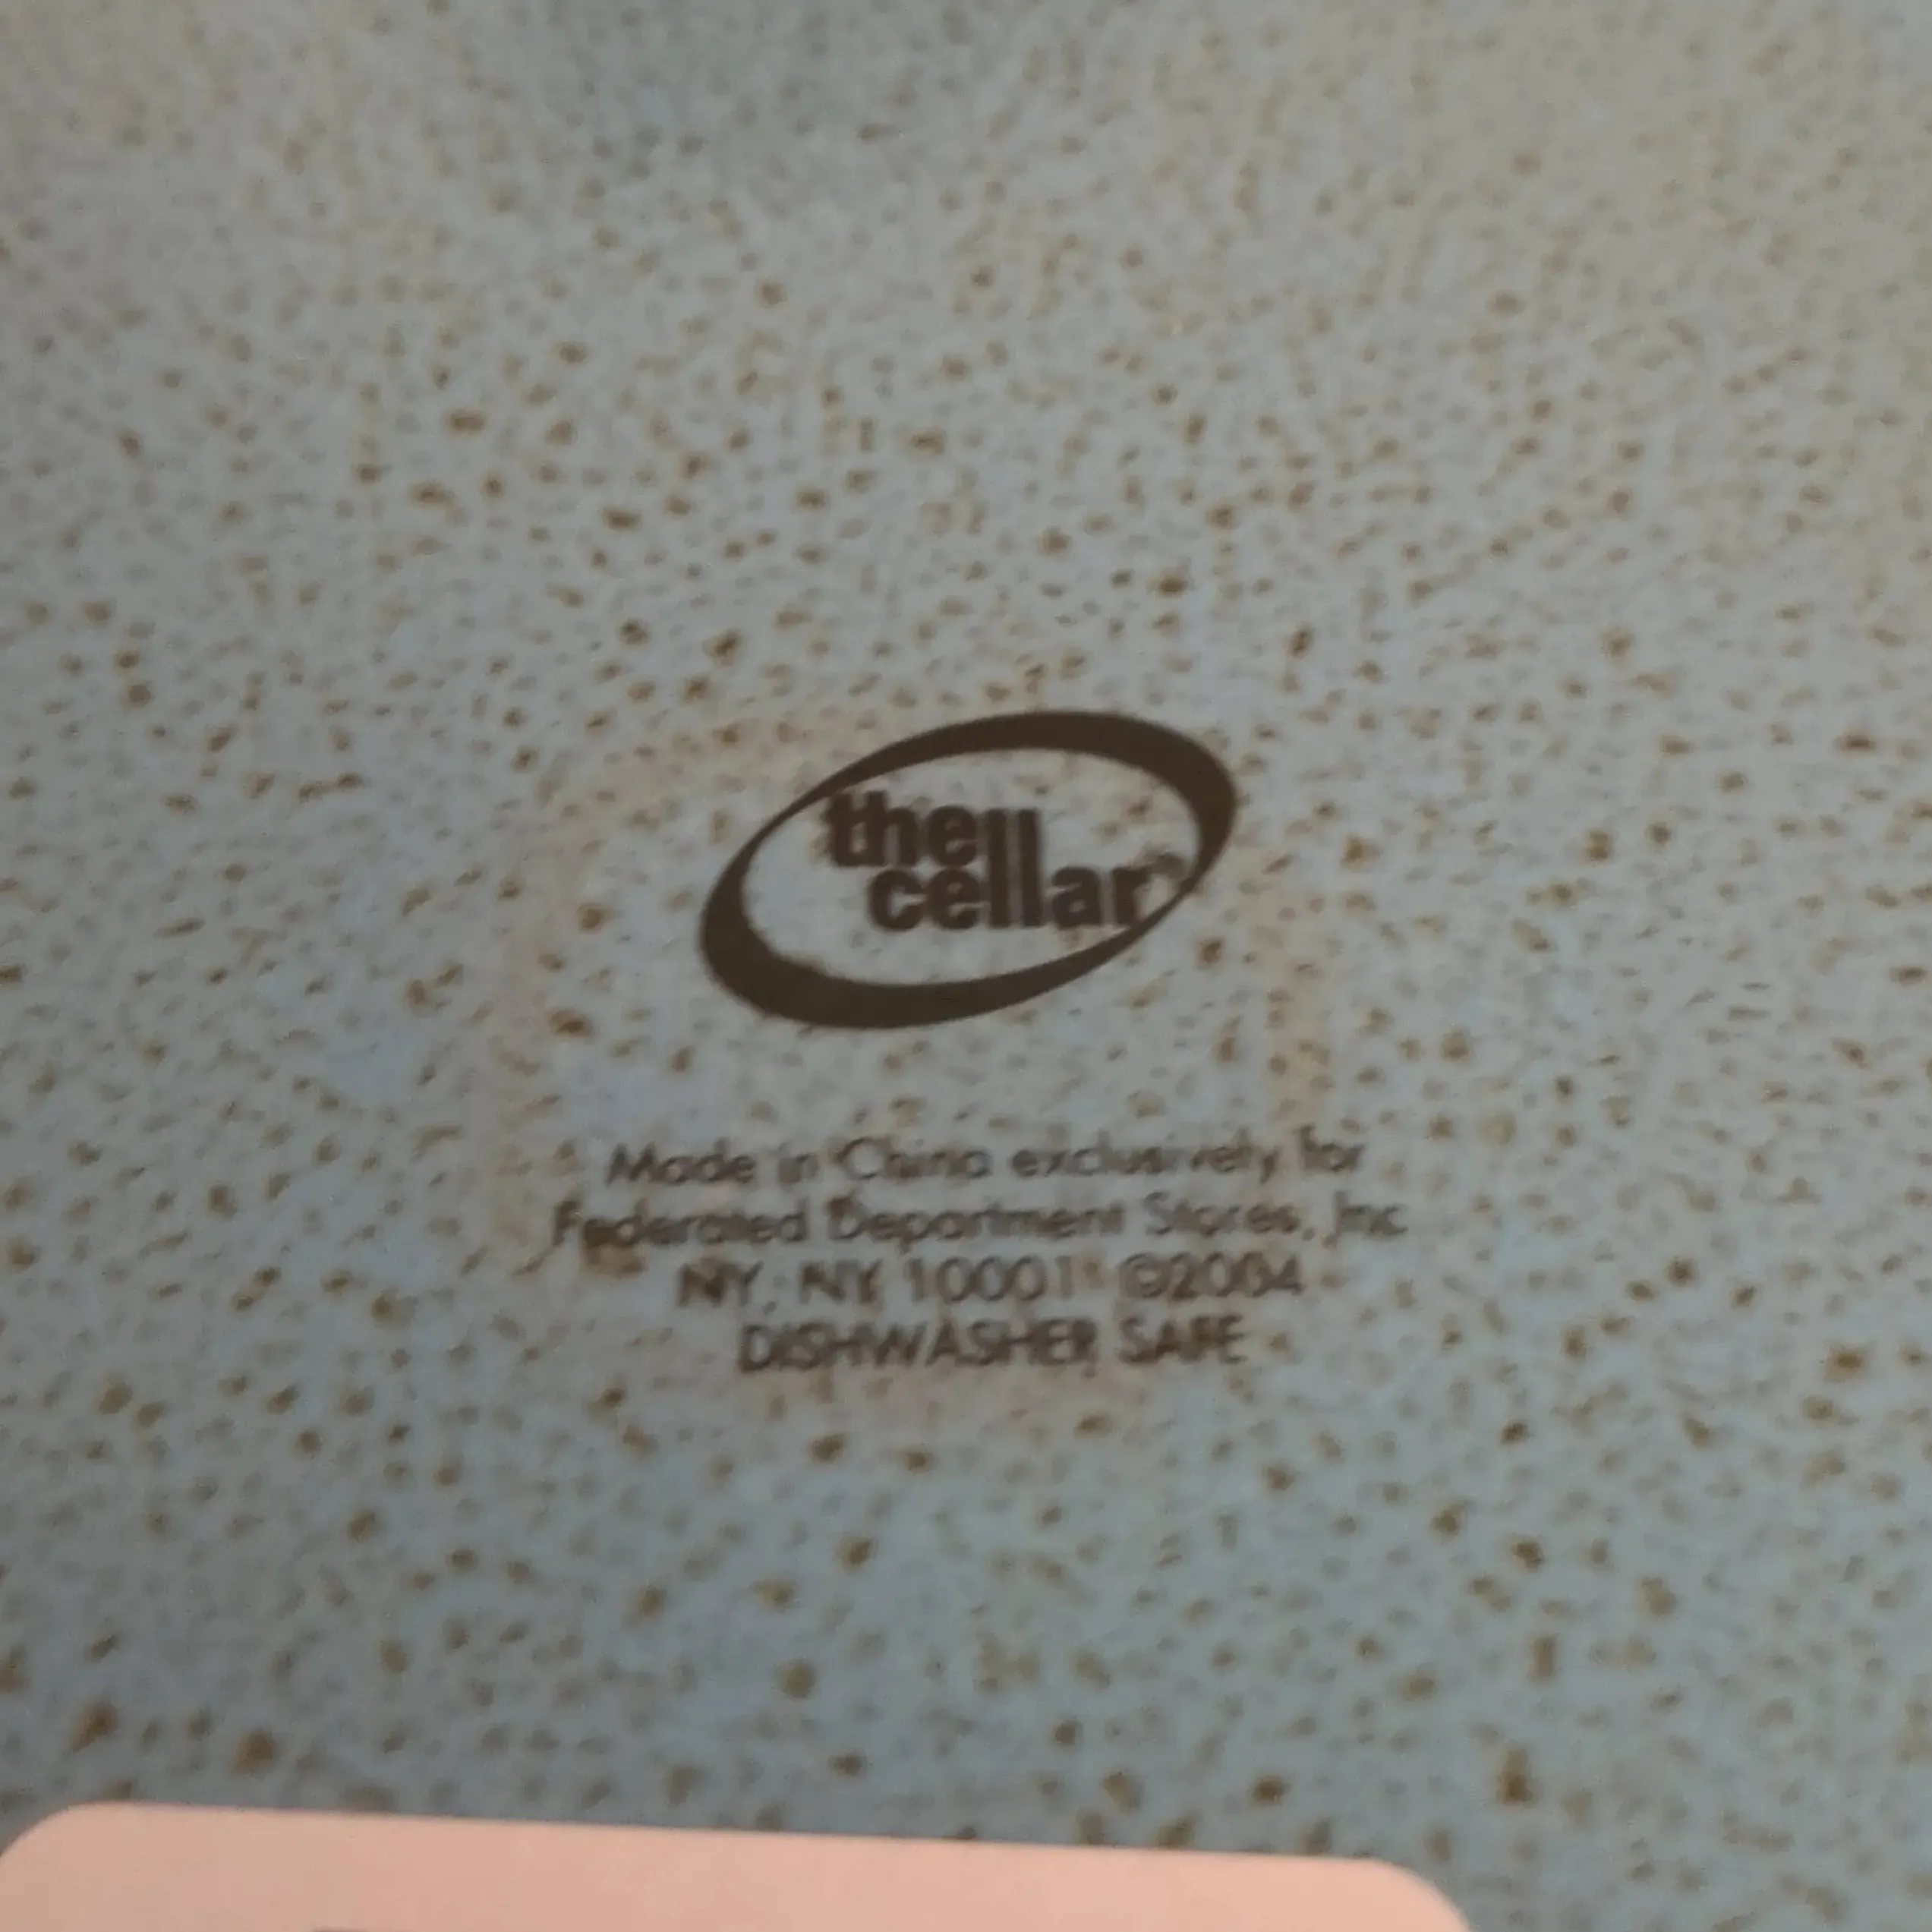 the
cellar
Made in China exclusively for
Federated Department Stores, Inc
NY, NY 10001 ©2004
DISHWASHER SAFE